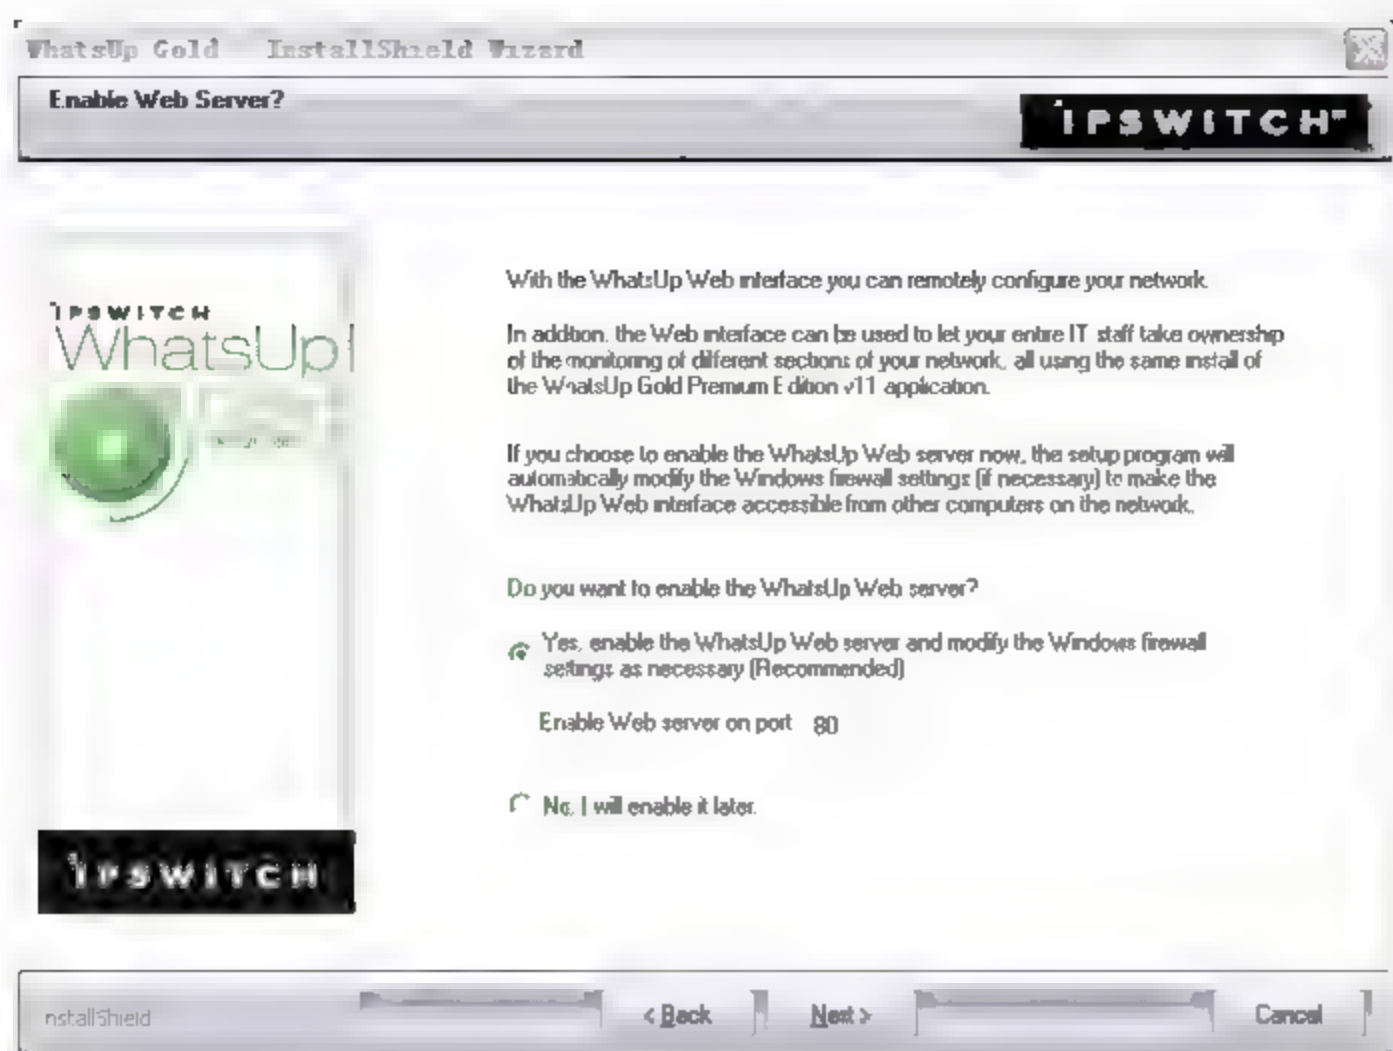 WhatsUp Gold InstallShield Wizard
Enable Web Server?
IPSWITCH
With the WhatsUp Web interface you can remotely configure your network.
IPSWITCH
WhatsUp
In addition, the Web interface can be used to let your entire IT staff take ownership
of the monitoring of different sections of your network, all using the same install of
the WhatsUp Gold Premium Edition v11 application.
If you choose to enable the WhatsUp Web server now, the setup program will
automatically modify the Windows firewall settings (if necessary) to make the
WhatsUp Web interface accessible from other computers on the network.
Do you want to enable the WhatsUp Web server?
Yes, enable the WhatsUp Web server and modify the Windows firewall
settings as necessary (Recommended)
Enable Web server on port 80
No, I will enable it later.
IPSWITCH
InstallShield
< Back
Next >
Cancel